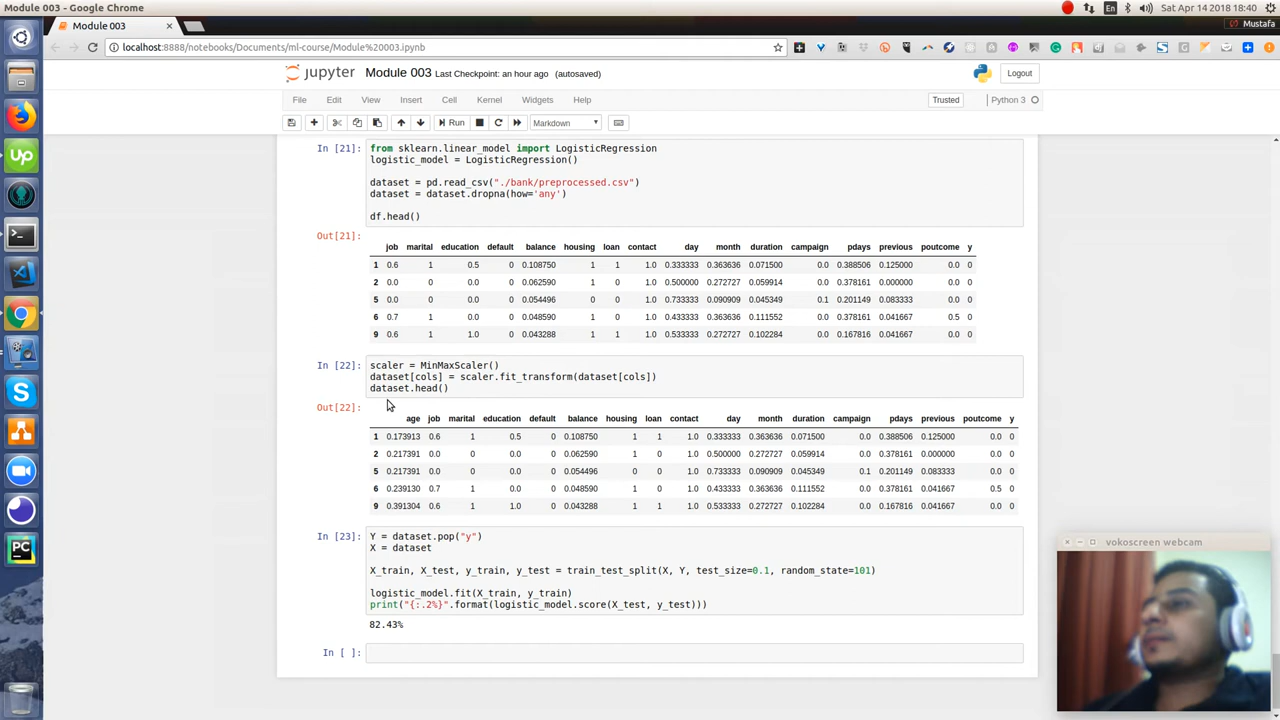 Module 003 - Google Chrome
En
Sat Apr 14 2018 18:40
Module 003
Mustafa
localhost:8888/notebooks/Documents/ml-course/Module%20003.ipynb
jupyter Module 003 Last Checkpoint: an hour ago (autosaved)
Logout
File Edit View Insert Cell Kernel Widgets Help
Trusted Python 3
Run
Markdown
In [21]: from sklearn.linear_model import LogisticRegression
logistic_model = LogisticRegression()
dataset = pd.read_csv("./bank/preprocessed.csv")
dataset = dataset.dropna(how='any')
df.head()
Out[21]:
job marital education default balance housing loan contact day month duration campaign pdays previous poutcome y
1 0.6 1 0.5 0 0.108750 1 1 1.0 0.333333 0.363636 0.071500 0.0 0.388506 0.125000 0.0 0
2 0.0 0 0.0 0 0.062590 1 0 1.0 0.500000 0.272727 0.059914 0.0 0.378161 0.000000 0.0 0
5 0.0 0 0.0 0 0.054496 0 0 1.0 0.733333 0.090909 0.045349 0.1 0.201149 0.083333 0.0 0
6 0.7 1 0.0 0 0.048590 1 0 1.0 0.433333 0.363636 0.111552 0.0 0.378161 0.041667 0.5 0
9 0.6 1 1.0 0 0.043288 1 1 1.0 0.533333 0.272727 0.102284 0.0 0.167816 0.041667 0.0 0
In [22]: scaler = MinMaxScaler()
dataset[cols] = scaler.fit_transform(dataset[cols])
dataset.head()
Out[22]:
age job marital education default balance housing loan contact day month duration campaign pdays previous poutcome y
1 0.173913 0.6 1 0.5 0 0.108750 1 1 1.0 0.333333 0.363636 0.071500 0.0 0.388506 0.125000 0.0 0
2 0.217391 0.0 0 0.0 0 0.062590 1 0 1.0 0.500000 0.272727 0.059914 0.0 0.378161 0.000000 0.0 0
5 0.217391 0.0 0 0.0 0 0.054496 0 0 1.0 0.733333 0.090909 0.045349 0.1 0.201149 0.083333 0.0 0
6 0.239130 0.7 1 0.0 0 0.048590 1 0 1.0 0.433333 0.363636 0.111552 0.0 0.378161 0.041667 0.5 0
9 0.391304 0.6 1 1.0 0 0.043288 1 1 1.0 0.533333 0.272727 0.102284 0.0 0.167816 0.041667 0.0 0
In [23]: Y = dataset.pop("y")
X = dataset
X_train, X_test, y_train, y_test = train_test_split(X, Y, test_size=0.1, random_state=101)
logistic_model.fit(X_train, y_train)
print("{:.2%}".format(logistic_model.score(X_test, y_test)))
82.43%
In [ ]:
vokoscreen webcam